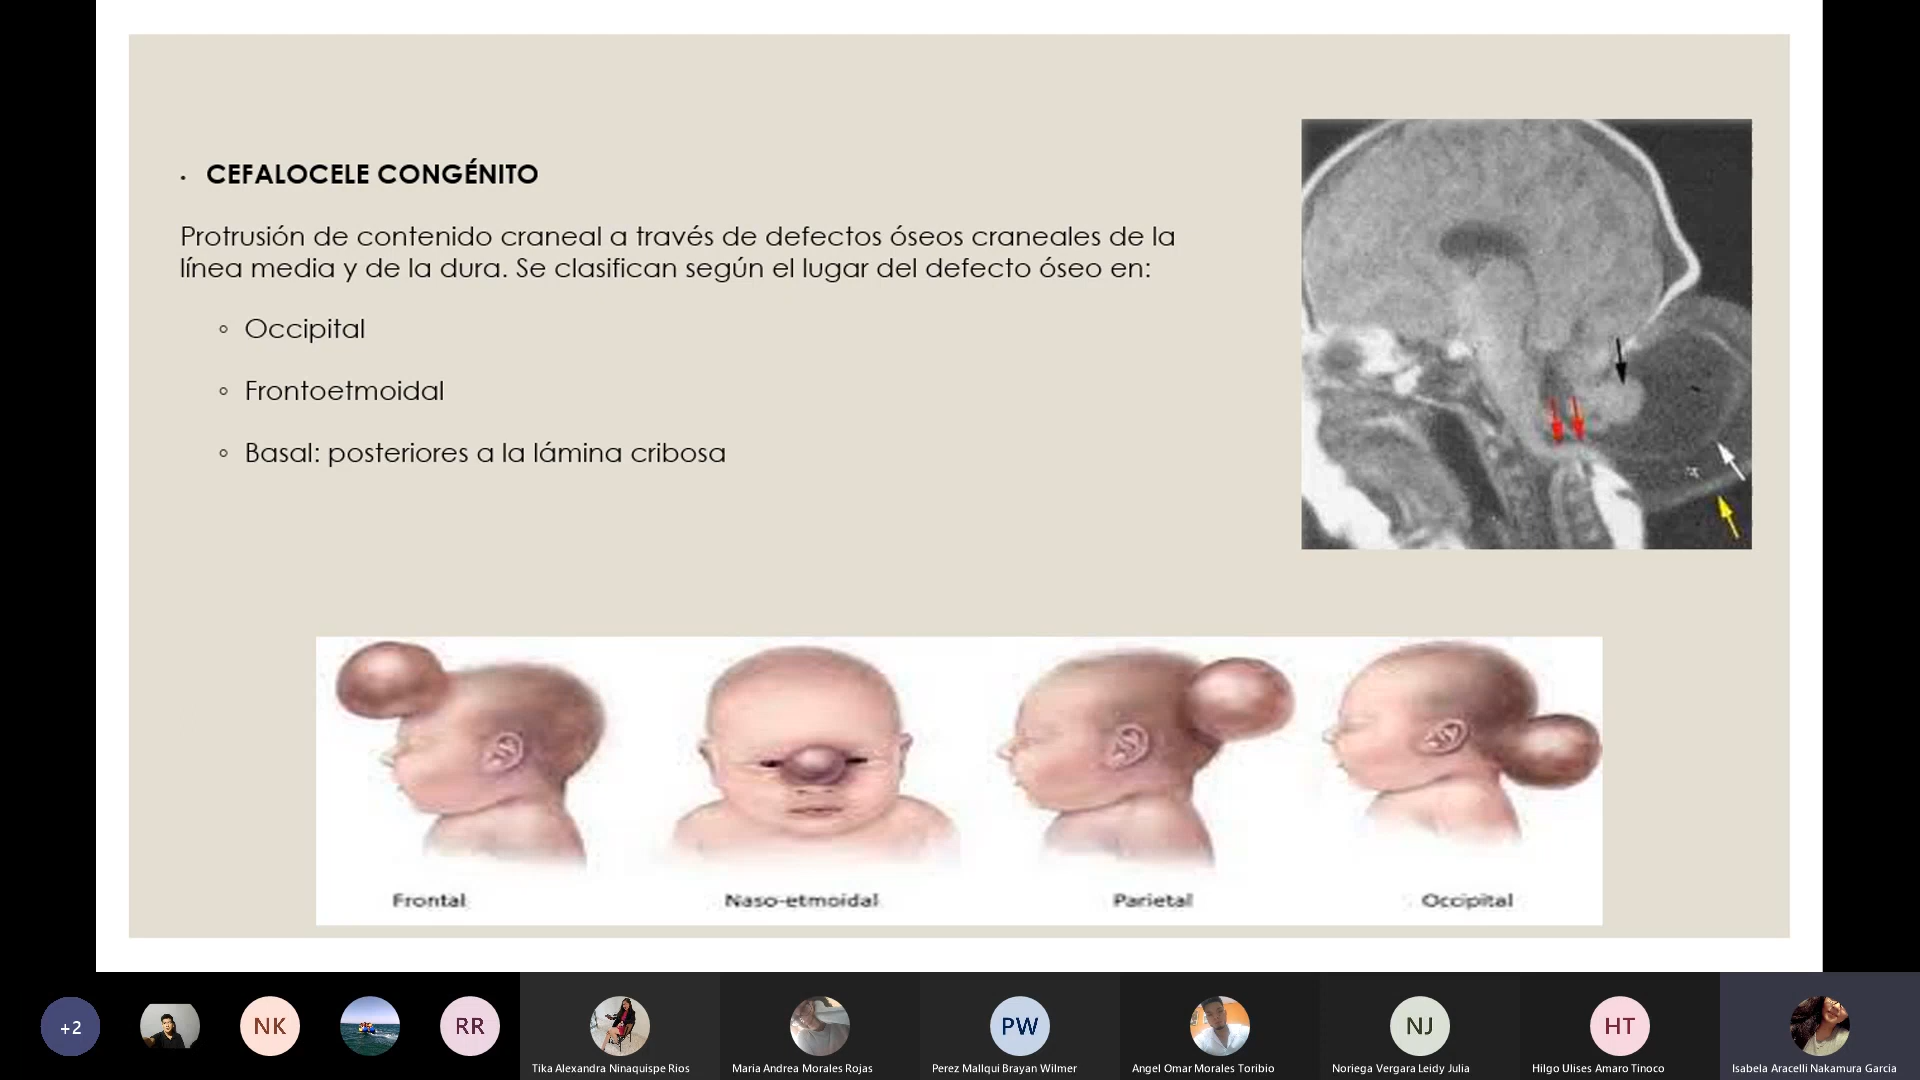 • CEFALOCELE CONGÉNITO
Protrusión de contenido craneal a través de defectos óseos craneales de la
línea media y de la dura. Se clasifican según el lugar del defecto óseo en:
◦ Occipital
◦ Frontoetmoidal
◦ Basal: posteriores a la lámina cribosa
Frontal Naso-etmoidal Parietal Occipital
+2 NK RR PW NJ HT
Tika Alexandra Ninaquispe Rios Maria Andrea Morales Rojas Perez Mallqui Brayan Wilmer Angel Omar Morales Toribio Noriega Vergara Leidy Julia Hilgo Ulises Amaro Tinoco Isabela Aracelli Nakamura Garcia